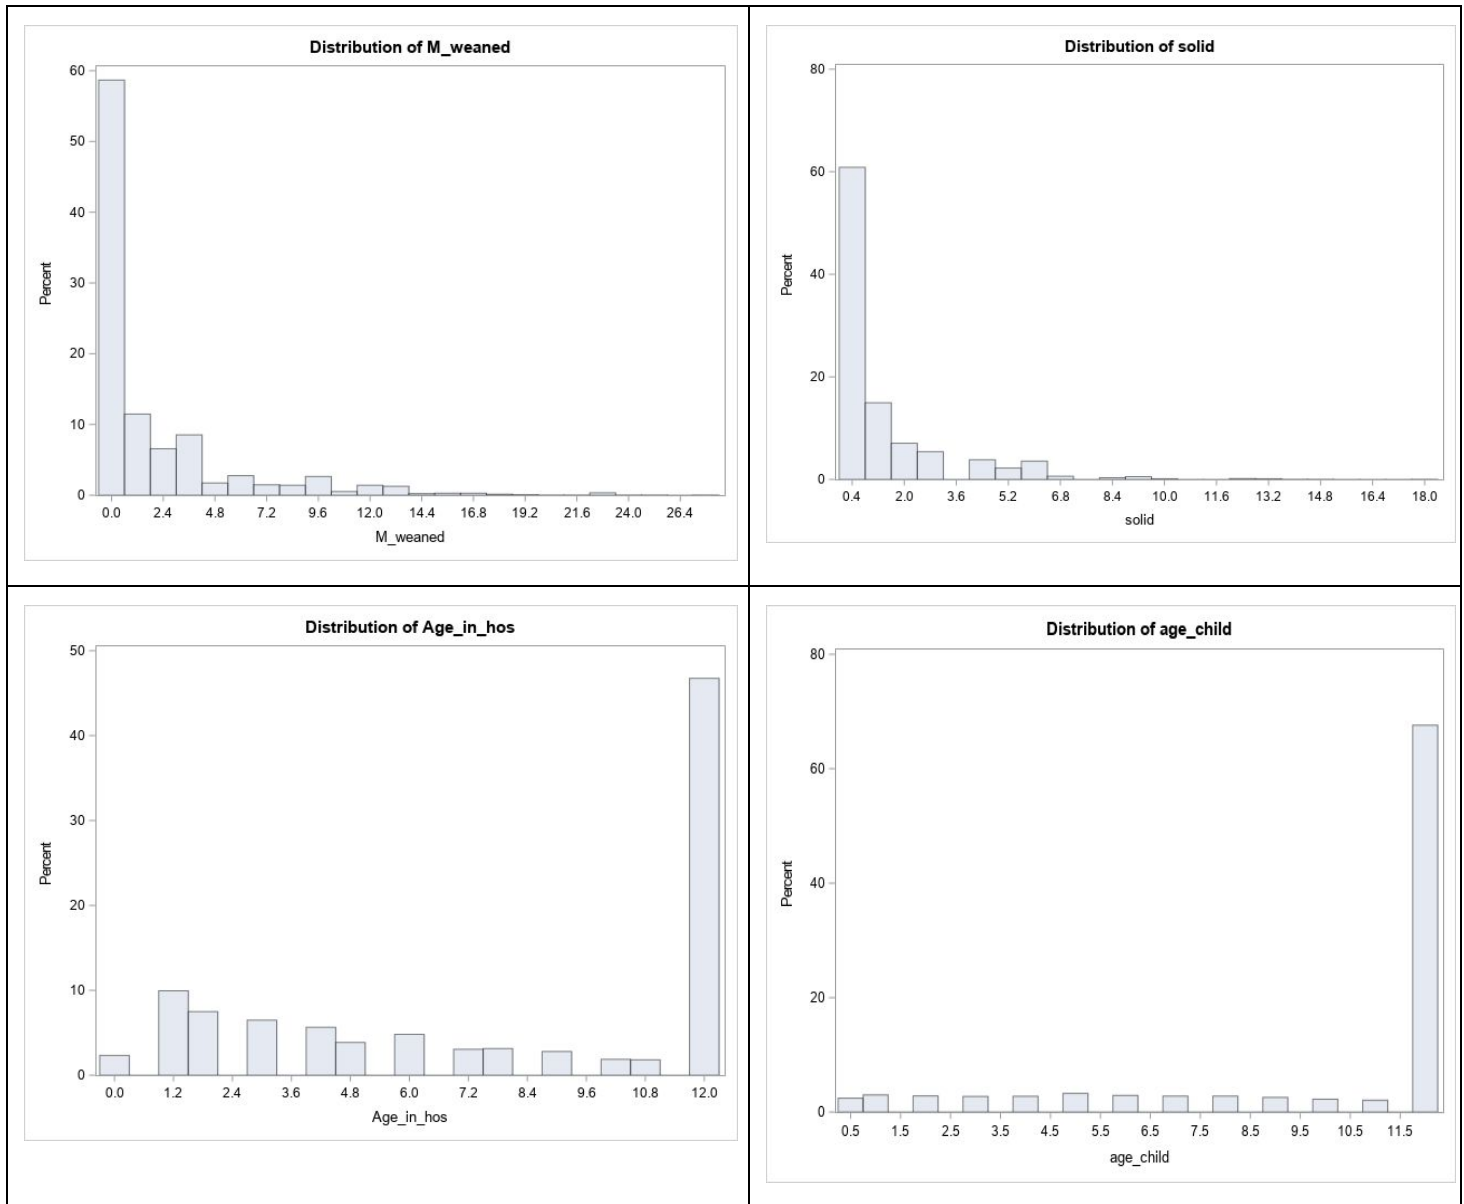 Distribution of M_weaned
60
50
40
30
20
10
0
Percent
0.0 2.4 4.8 7.2 9.6 12.0 14.4 16.8 19.2 21.6 24.0 26.4
M_weaned
Distribution of solid
80
60
40
20
0
Percent
0.4 2.0 3.6 5.2 6.8 8.4 10.0 11.6 13.2 14.8 16.4 18.0
solid
Distribution of Age_in_hos
50
40
30
20
10
0
Percent
0.0 1.2 2.4 3.6 4.8 6.0 7.2 8.4 9.6 10.8 12.0
Age_in_hos
Distribution of age_child
80
60
40
20
0
Percent
0.5 1.5 2.5 3.5 4.5 5.5 6.5 7.5 8.5 9.5 10.5 11.5
age_child